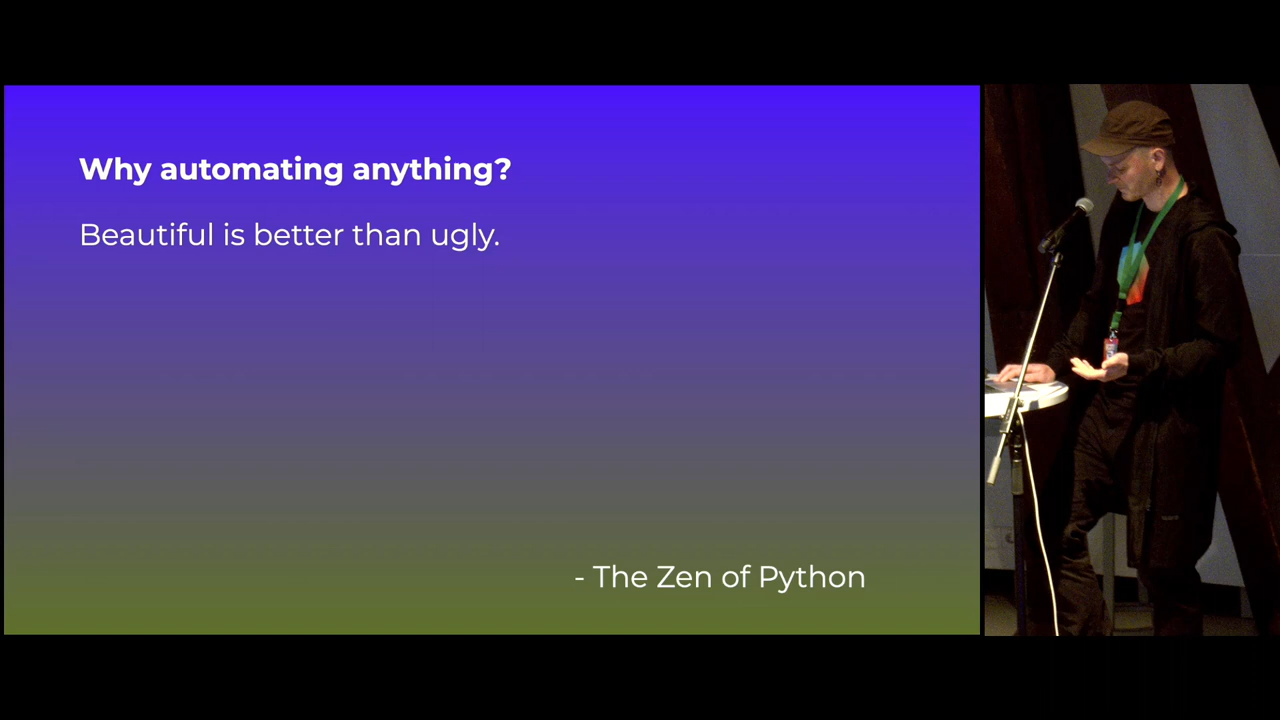 Why automating anything?
Beautiful is better than ugly.
- The Zen of Python